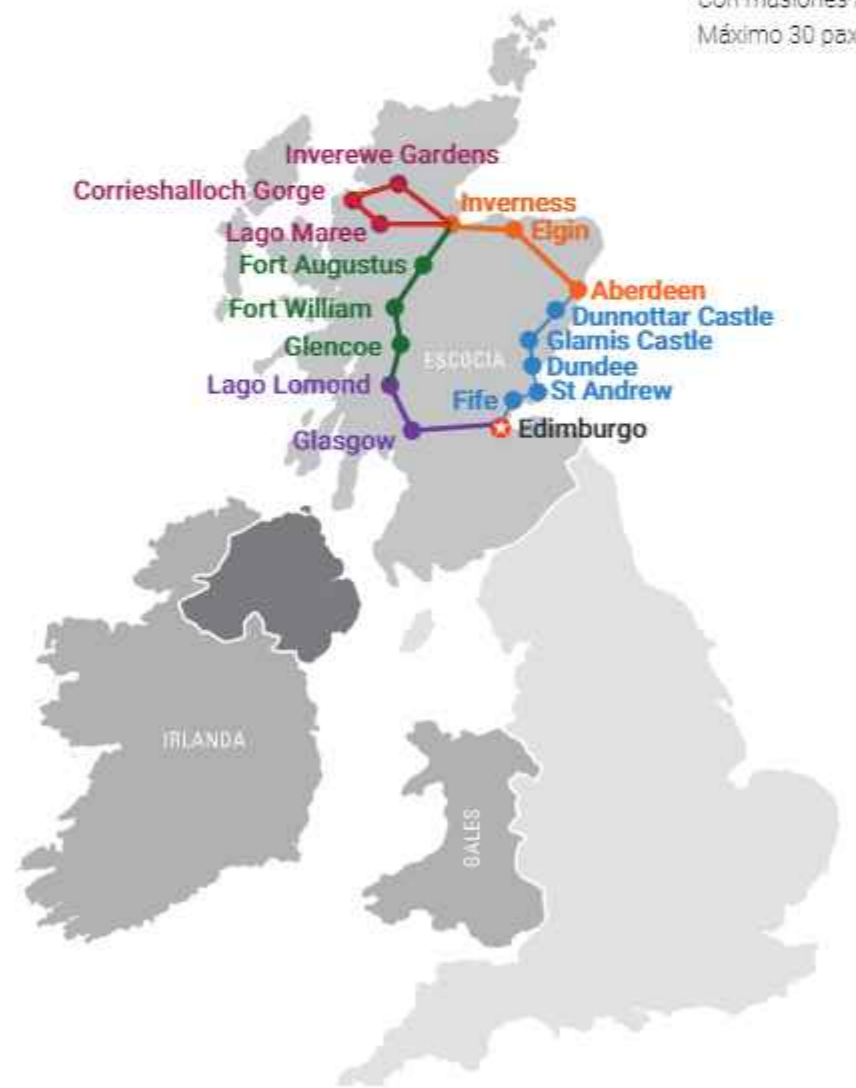 Máximo 30 pax
Inverewe Gardens
Corrieshalloch Gorge
Inverness
Lago Maree
Elgin
Fort Augustus
Aberdeen
Fort William
Dunnottar Castle
Glencoe
ESCOCIA
Glamis Castle
Dundee
Lago Lomond
St Andrew
Fife
Glasgow
Edimburgo
IRLANDA
GALES